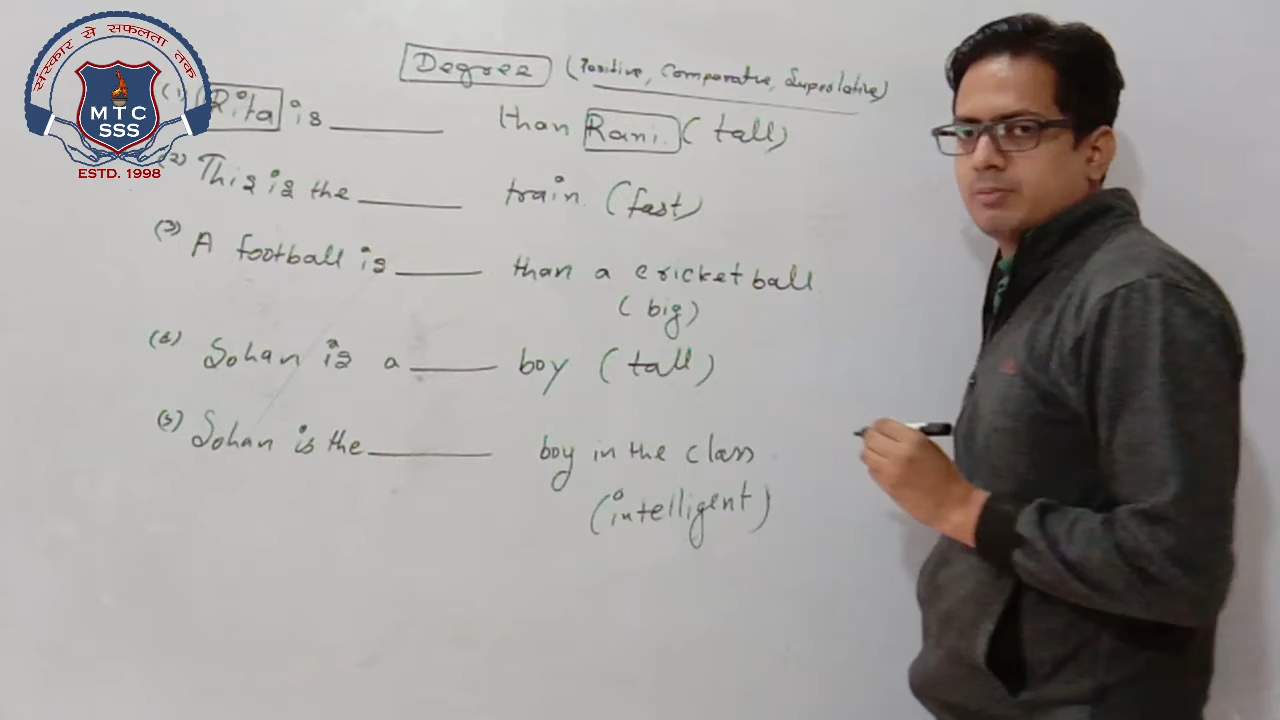 संस्कार से सफलता तक
MTC
SSS
ESTD. 1998
Degree (Positive, Comparative, Superlative)
(1) Rita is ______ than Rani. (tall)
(2) This is the ______ train. (fast)
(3) A football is ______ than a cricket ball
(big)
(4) Sohan is a ______ boy (tall)
(5) Sohan is the ______ boy in the class
(intelligent)